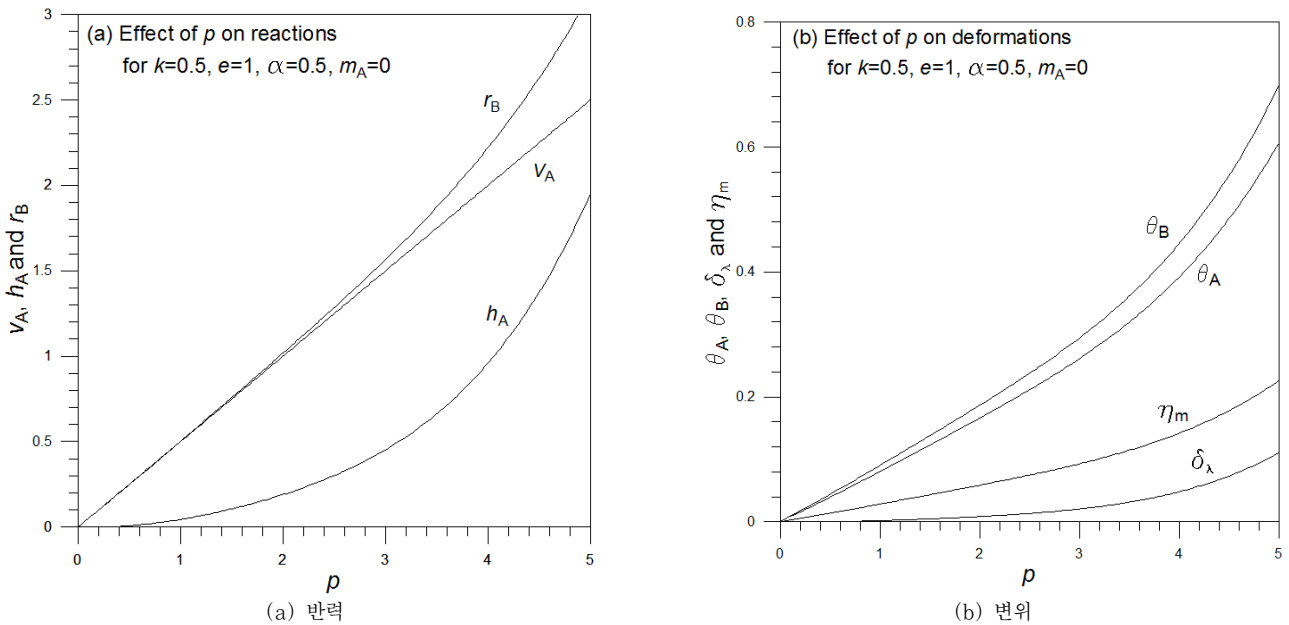 (a) Effect of p on reactions
for k=0.5, e=1, α=0.5, mA=0
3
2.5
2
1.5
1
0.5
0
vA, hA and rB
rB
VA
hA
0 1 2 3 4 5
p
(a) 반력
(b) Effect of p on deformations
for k=0.5, e=1, α=0.5, mA=0
0.8
0.6
0.4
0.2
0
θA, θB, δλ and ηm
θB
θA
ηm
δλ
0 1 2 3 4 5
p
(b) 변위